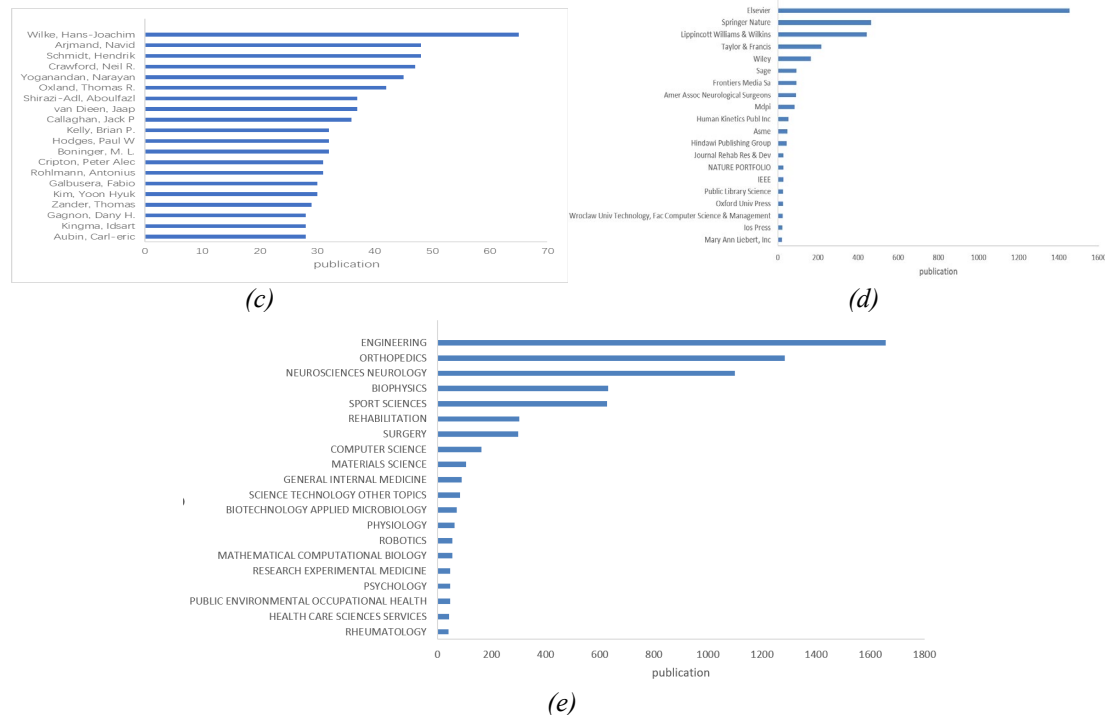 Wilke, Hans-Joachim
Arjmand, Navid
Schmidt, Hendrik
Crawford, Neil R.
Yoganandan, Narayan
Oxland, Thomas R.
Shirazi-Adl, Aboulfazl
van Dieen, Jaap
Callaghan, Jack P
Kelly, Brian P.
Hodges, Paul W
Boninger, M. L.
Cripton, Peter Alec
Rohlmann, Antonius
Galbusera, Fabio
Kim, Yoon Hyuk
Zander, Thomas
Gagnon, Dany H.
Kingma, Idsart
Aubin, Carl-eric
0 10 20 30 40 50 60 70
publication
(c)
Elsevier
Springer Nature
Lippincott Williams & Wilkins
Taylor & Francis
Wiley
Sage
Frontiers Media Sa
Amer Assoc Neurological Surgeons
Mdpi
Human Kinetics Publ Inc
Asme
Hindawi Publishing Group
Journal Rehab Res & Dev
NATURE PORTFOLIO
IEEE
Public Library Science
Oxford Univ Press
Wroclaw Univ Technology, Fac Computer Science & Management
Ios Press
Mary Ann Liebert, Inc
0 200 400 600 800 1000 1200 1400 1600
publication
(d)
ENGINEERING
ORTHOPEDICS
NEUROSCIENCES NEUROLOGY
BIOPHYSICS
SPORT SCIENCES
REHABILITATION
SURGERY
COMPUTER SCIENCE
MATERIALS SCIENCE
GENERAL INTERNAL MEDICINE
SCIENCE TECHNOLOGY OTHER TOPICS
BIOTECHNOLOGY APPLIED MICROBIOLOGY
PHYSIOLOGY
ROBOTICS
MATHEMATICAL COMPUTATIONAL BIOLOGY
RESEARCH EXPERIMENTAL MEDICINE
PSYCHOLOGY
PUBLIC ENVIRONMENTAL OCCUPATIONAL HEALTH
HEALTH CARE SCIENCES SERVICES
RHEUMATOLOGY
0 200 400 600 800 1000 1200 1400 1600 1800
publication
(e)